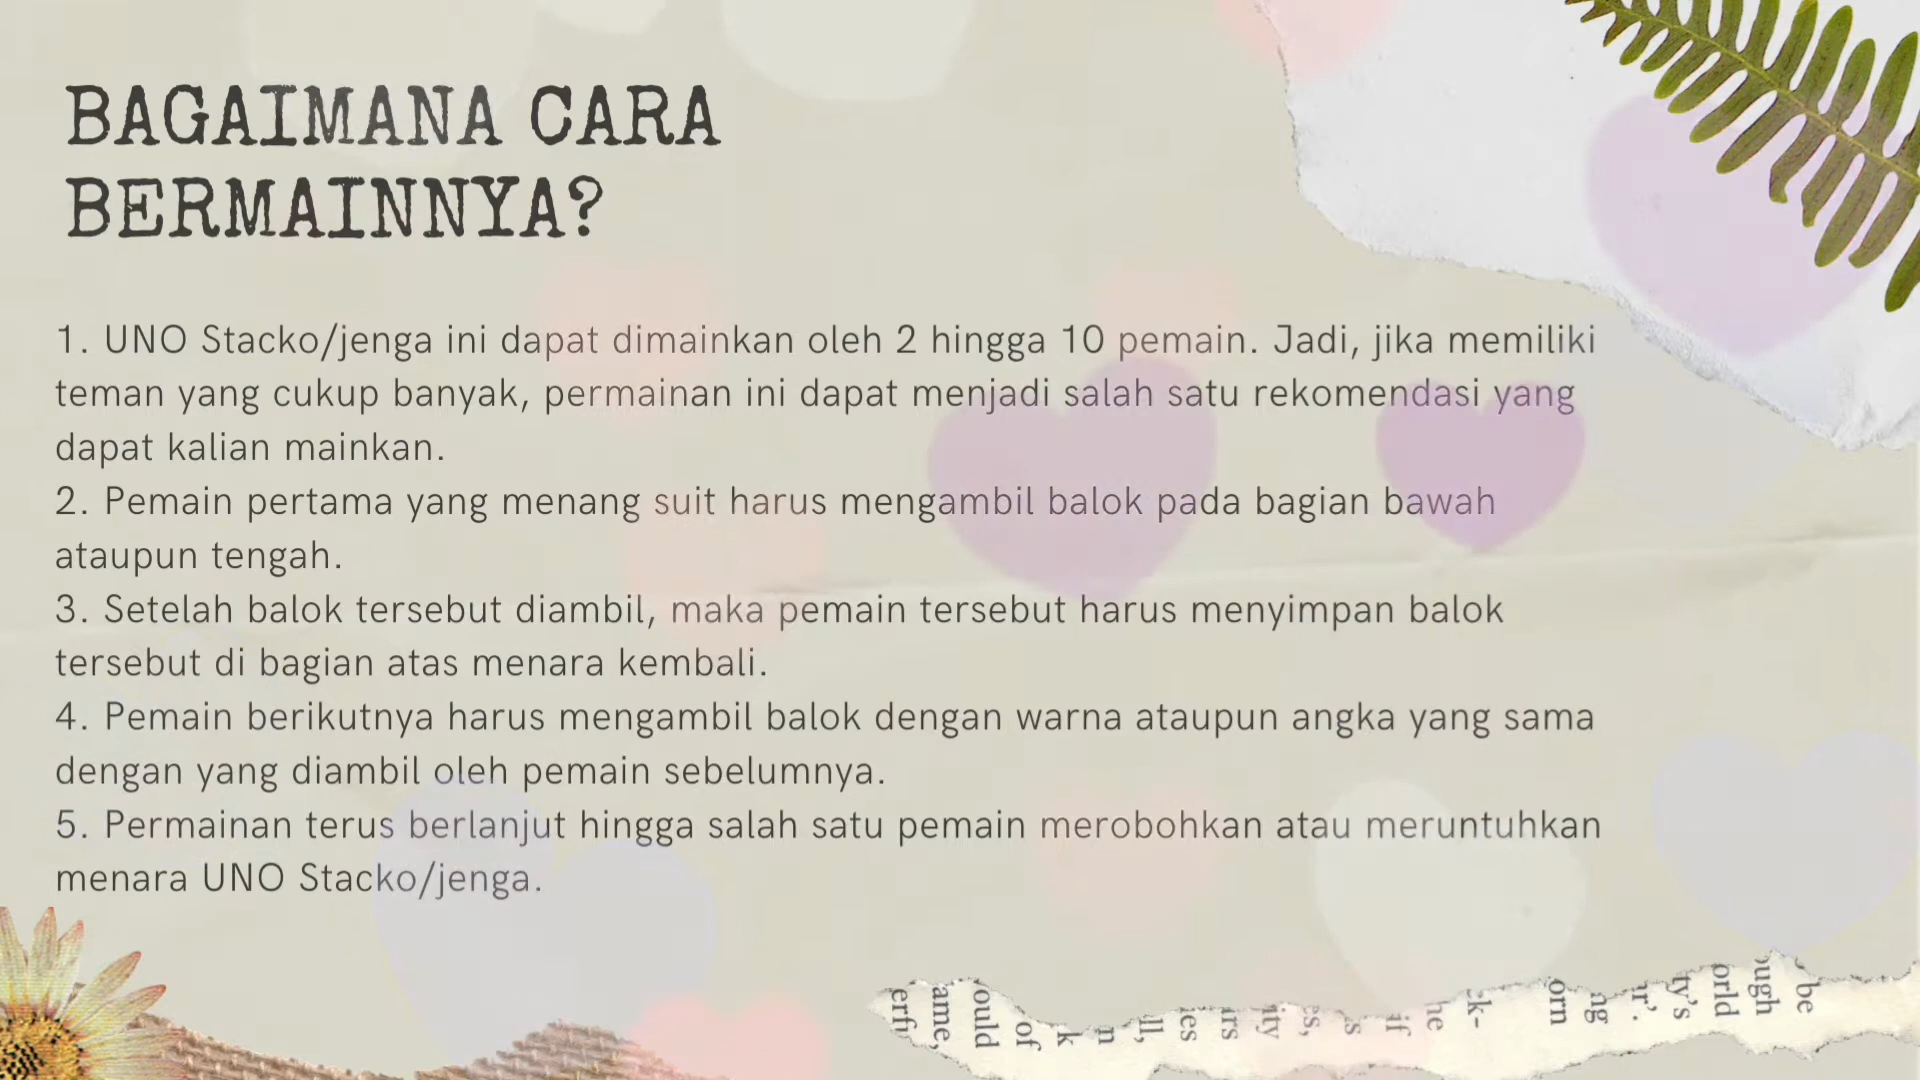 BAGAIMANA CARA
BERMAINNYA?
1. UNO Stacko/jenga ini dapat dimainkan oleh 2 hingga 10 pemain. Jadi, jika memiliki
teman yang cukup banyak, permainan ini dapat menjadi salah satu rekomendasi yang
dapat kalian mainkan.
2. Pemain pertama yang menang suit harus mengambil balok pada bagian bawah
ataupun tengah.
3. Setelah balok tersebut diambil, maka pemain tersebut harus menyimpan balok
tersebut di bagian atas menara kembali.
4. Pemain berikutnya harus mengambil balok dengan warna ataupun angka yang sama
dengan yang diambil oleh pemain sebelumnya.
5. Permainan terus berlanjut hingga salah satu pemain merobohkan atau meruntuhkan
menara UNO Stacko/jenga.